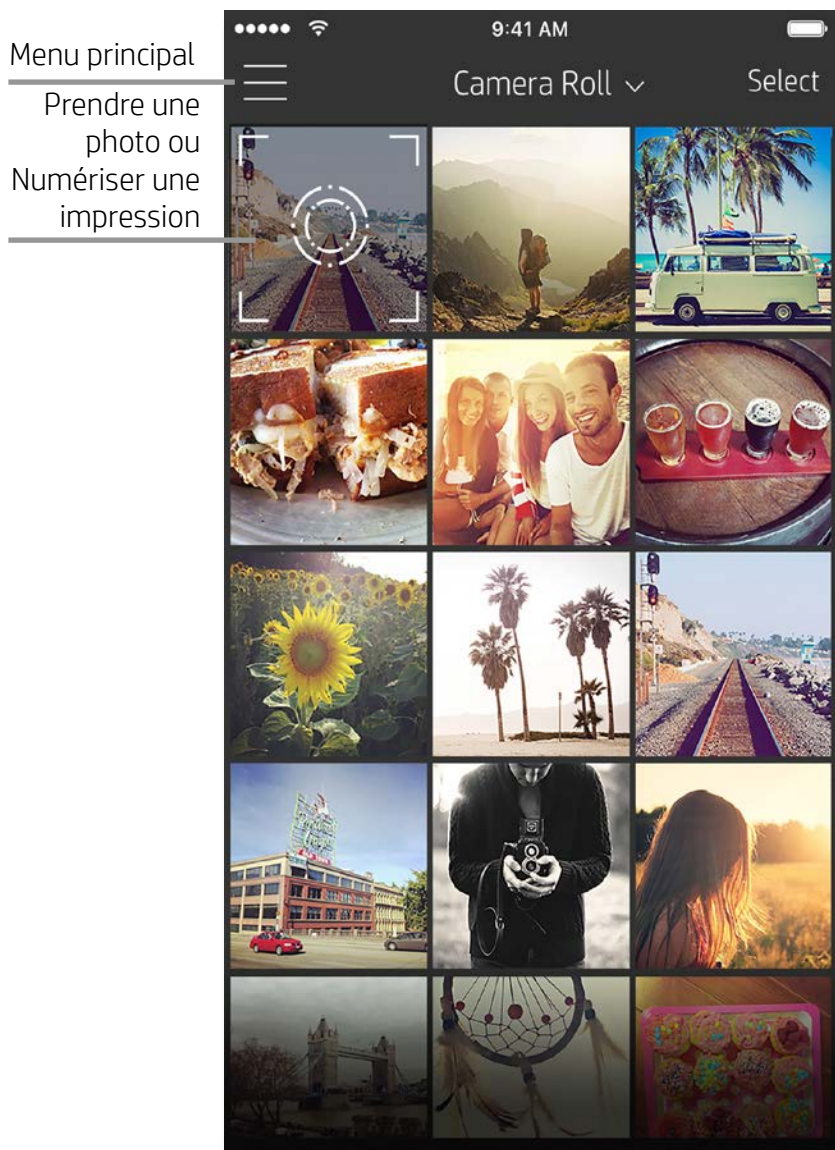 9:41 AM
Menu principal
Camera Roll
Select
Prendre une
photo ou
Numériser une
impression